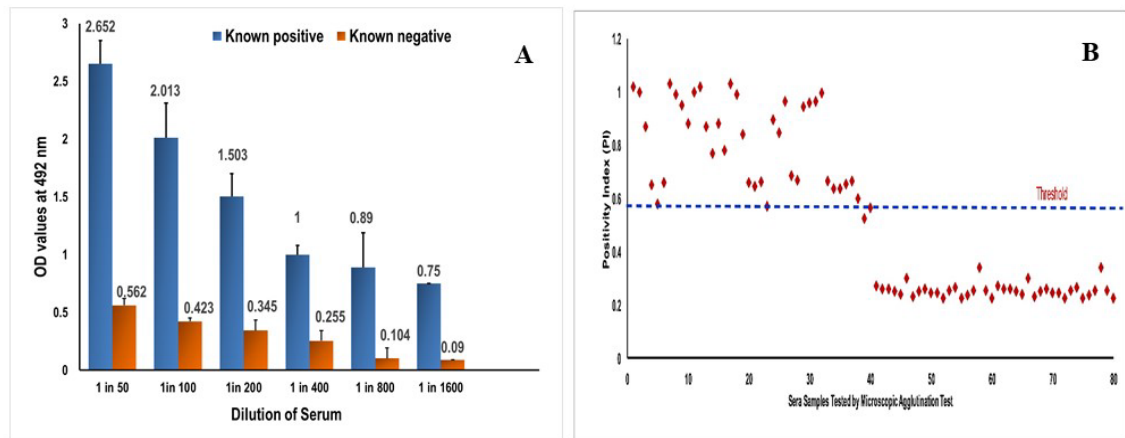 A
Known positive
Known negative
3
2.5
2
1.5
1
0.5
0
OD values at 492 nm
2.652
2.013
1.503
1
0.89
0.75
0.562
0.423
0.345
0.255
0.104
0.09
1 in 50
1in 100
1in 200
1 in 400
1 in 800
1 in 1600
Dilution of Serum
B
1.2
1
0.8
0.6
0.4
0.2
0
Positivity Index (PI)
Threshold
0
10
20
30
40
50
60
70
80
Sera Samples Tested by Microscopic Agglutination Test